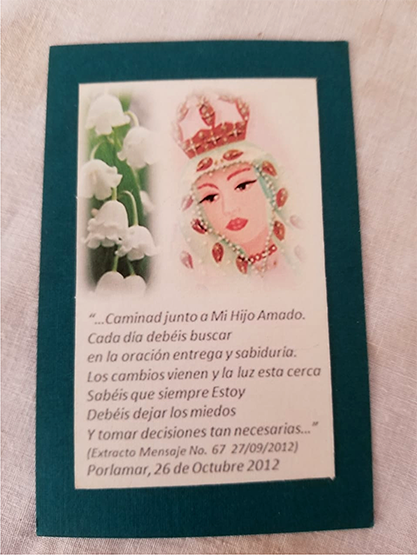 “...Caminad junto a Mi Hijo Amado.
Cada día debéis buscar
en la oración entrega y sabiduría.
Los cambios vienen y la luz esta cerca
Sabéis que siempre Estoy
Debéis dejar los miedos
Y tomar decisiones tan necesarias...”
(Extracto Mensaje No. 67 27/09/2012)
Porlamar, 26 de Octubre 2012